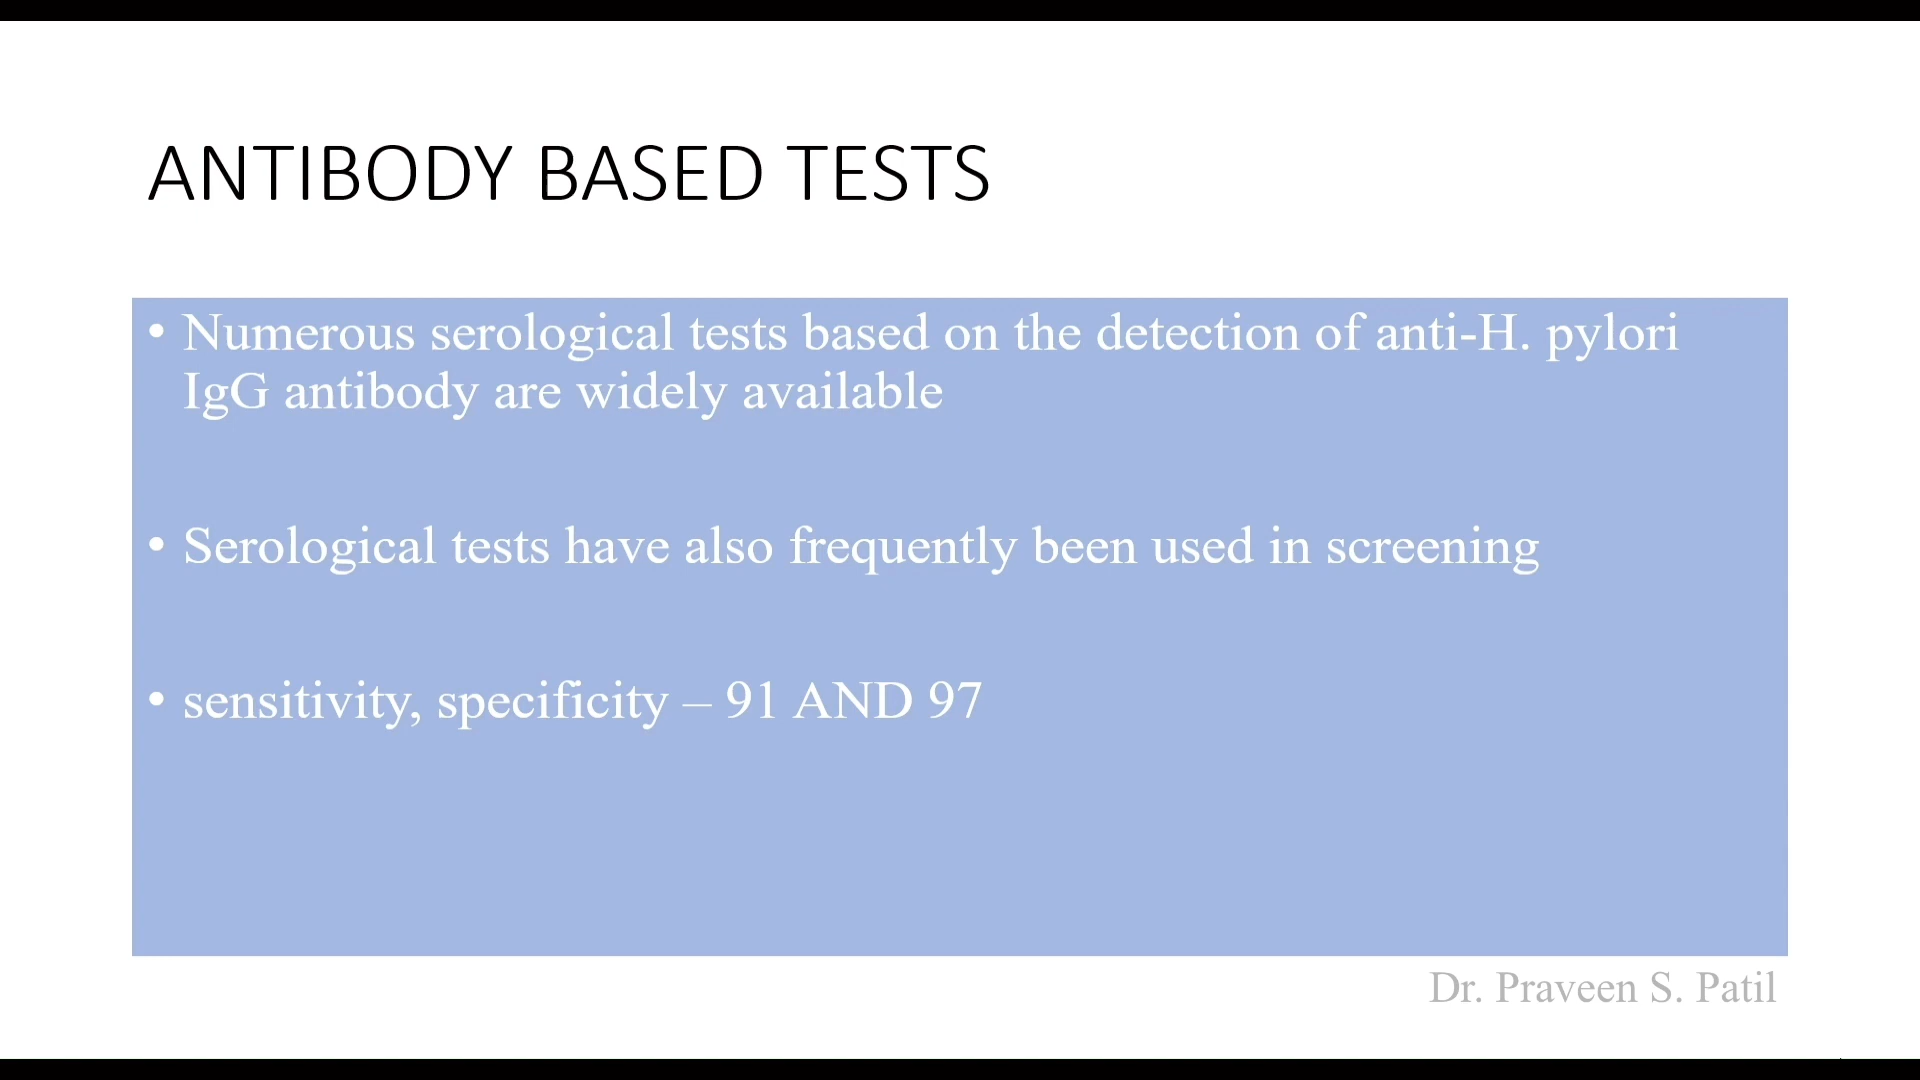 ANTIBODY BASED TESTS
• Numerous serological tests based on the detection of anti-H. pylori
IgG antibody are widely available
• Serological tests have also frequently been used in screening
• sensitivity, specificity – 91 AND 97
Dr. Praveen S. Patil